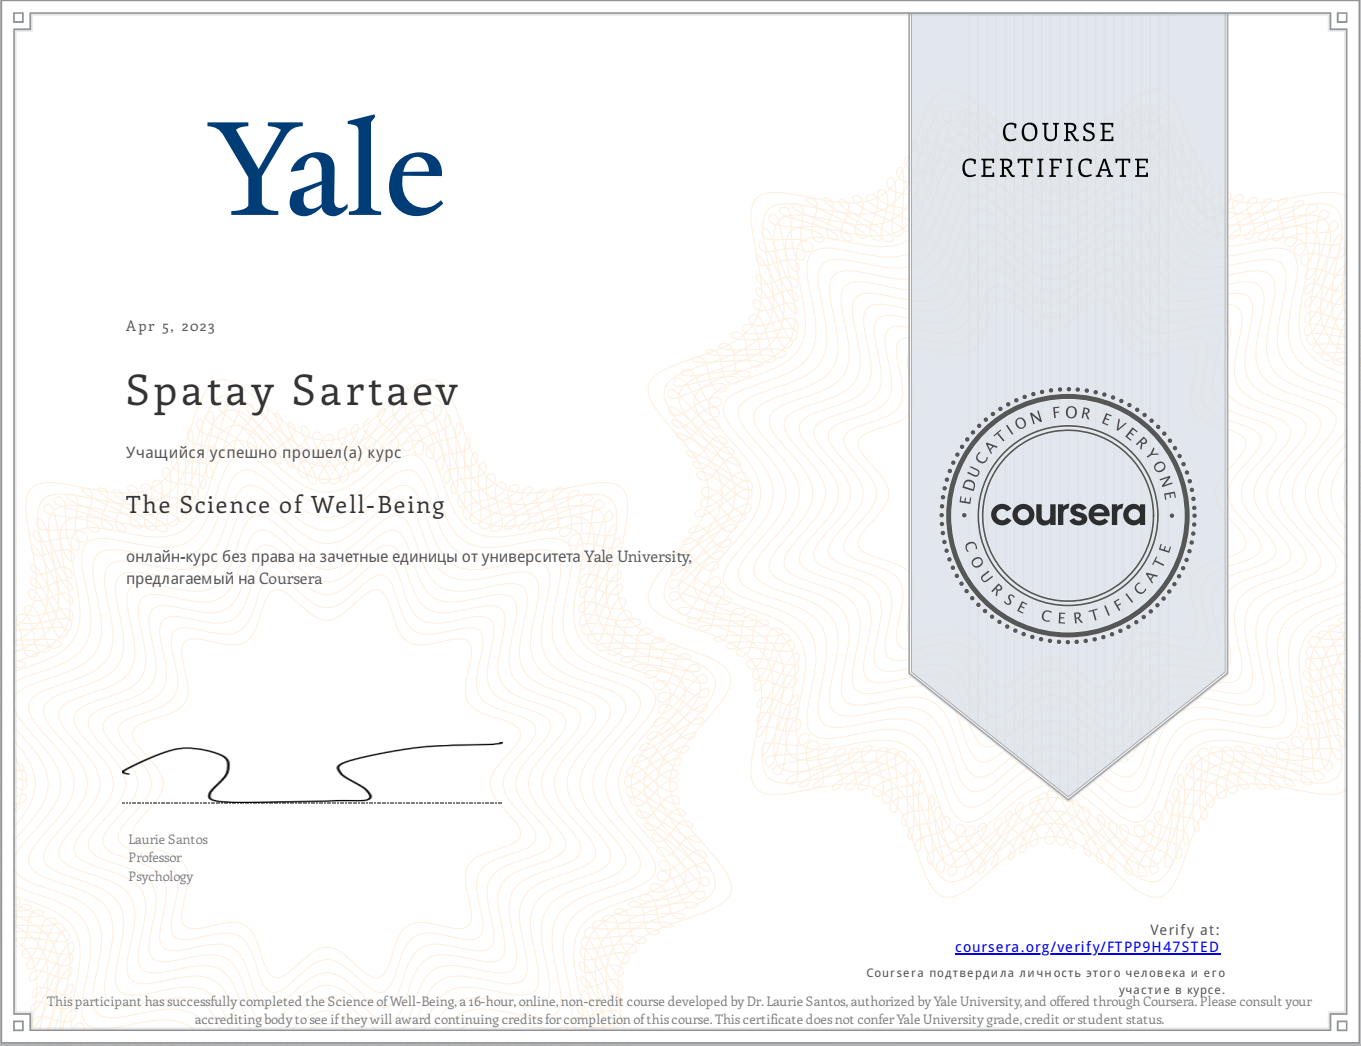 Yale
COURSE
CERTIFICATE
Apr 5, 2023
Spatay Sartaev
Учащийся успешно прошел(а) курс
The Science of Well-Being
онлайн-курс без права на зачетные единицы от университета Yale University,
предлагаемый на Coursera
EDUCATION FOR EVERYONE
coursera
COURSE CERTIFICATE
Laurie Santos
Professor
Psychology
Verify at:
coursera.org/verify/FTPP9H47STED
Coursera подтвердила личность этого человека и его
участие в курсе.
This participant has successfully completed the Science of Well-Being, a 16-hour, online, non-credit course developed by Dr. Laurie Santos, authorized by Yale University, and offered through Coursera. Please consult your
accrediting body to see if they will award continuing credits for completion of this course. This certificate does not confer Yale University grade, credit or student status.